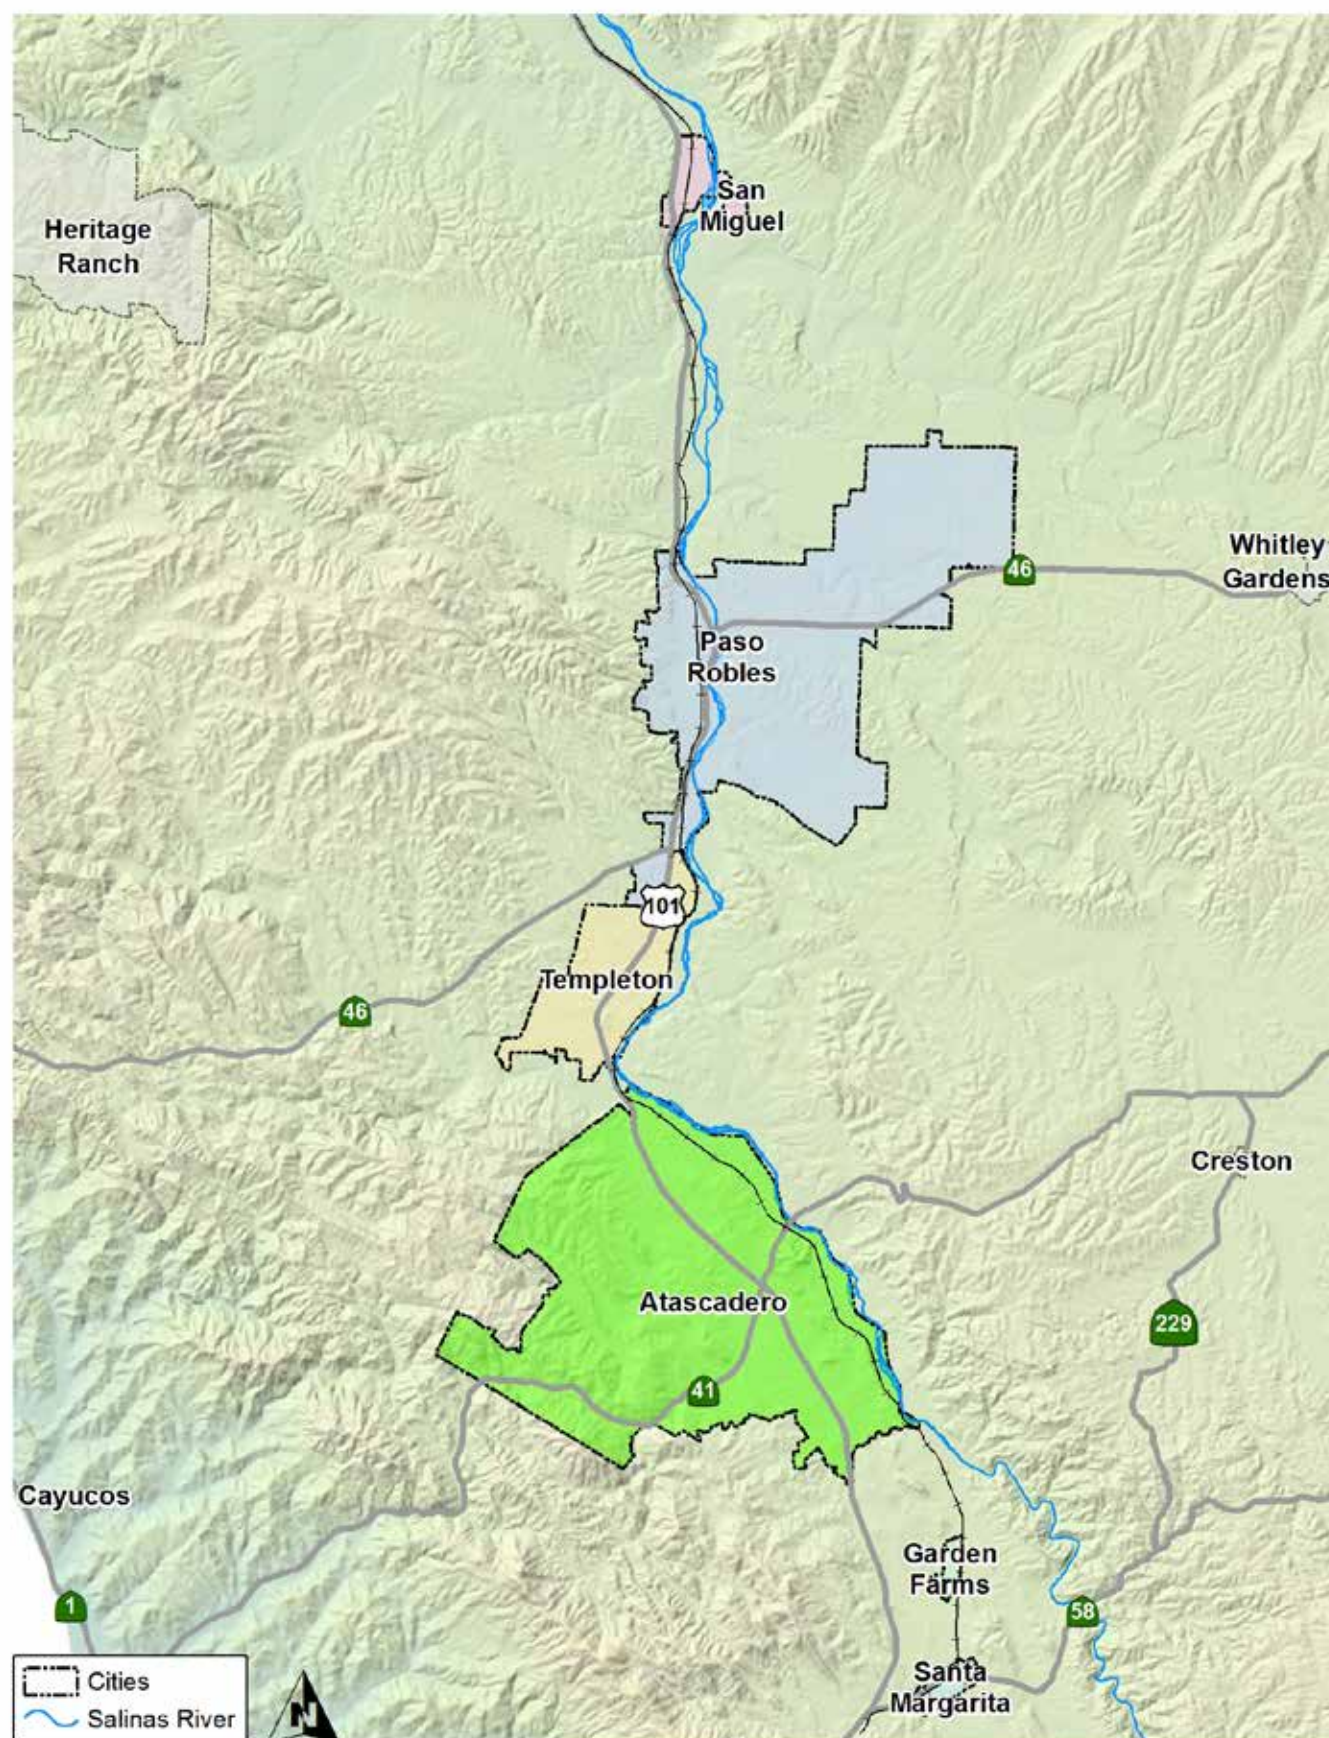 San
Miguel
Heritage
Ranch
Whitley
Gardens
46
Paso
Robles
101
Templeton
46
Creston
Atascadero
229
41
Cayucos
Garden
Farms
1
58
Santa
Margarita
Cities
Salinas River
N